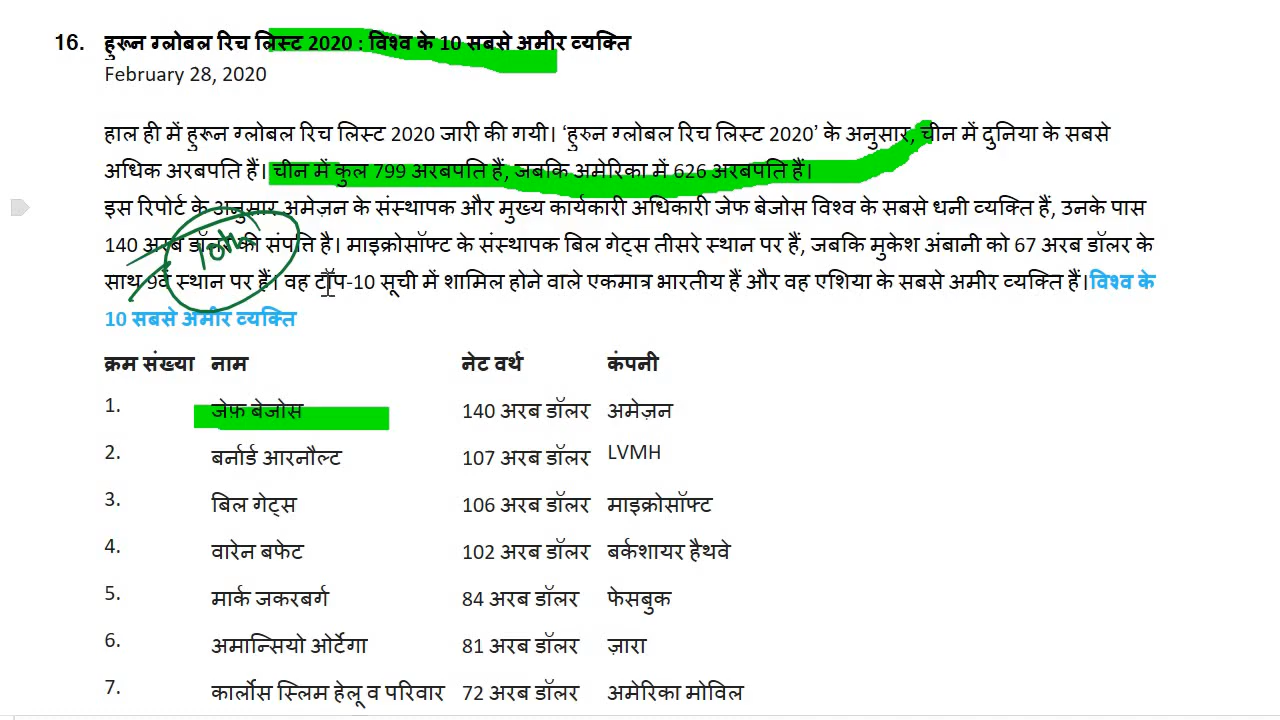 16. हुरून ग्लोबल रिच लिस्ट 2020 : विश्व के 10 सबसे अमीर व्यक्ति
February 28, 2020
हाल ही में हुरून ग्लोबल रिच लिस्ट 2020 जारी की गयी। ‘हुरुन ग्लोबल रिच लिस्ट 2020’ के अनुसार, चीन में दुनिया के सबसे
अधिक अरबपति हैं। चीन में कुल 799 अरबपति हैं, जबकि अमेरिका में 626 अरबपति हैं।
इस रिपोर्ट के अनुसार अमेज़न के संस्थापक और मुख्य कार्यकारी अधिकारी जेफ बेजोस विश्व के सबसे धनी व्यक्ति हैं, उनके पास
140 अरब डॉलर की संपत्ति है। माइक्रोसॉफ्ट के संस्थापक बिल गेट्स तीसरे स्थान पर हैं, जबकि मुकेश अंबानी को 67 अरब डॉलर के
साथ 9वें स्थान पर हैं। वह टॉप-10 सूची में शामिल होने वाले एकमात्र भारतीय हैं और वह एशिया के सबसे अमीर व्यक्ति हैं। विश्व के
10 सबसे अमीर व्यक्ति
क्रम संख्या नाम नेट वर्थ कंपनी
1. जेफ़ बेजोस 140 अरब डॉलर अमेज़न
2. बर्नार्ड आरनौल्ट 107 अरब डॉलर LVMH
3. बिल गेट्स 106 अरब डॉलर माइक्रोसॉफ्ट
4. वारेन बफेट 102 अरब डॉलर बर्कशायर हैथवे
5. मार्क जकरबर्ग 84 अरब डॉलर फेसबुक
6. अमान्सियो ओर्टेगा 81 अरब डॉलर ज़ारा
7. कार्लोस स्लिम हेलू व परिवार 72 अरब डॉलर अमेरिका मोविल